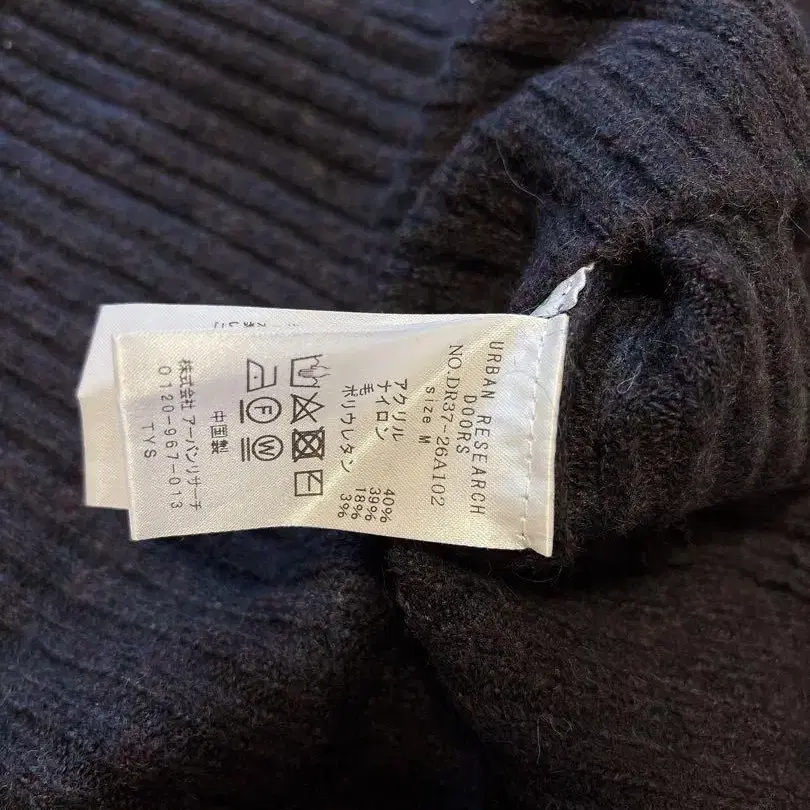 URBAN RESEARCH
DOORS
NO.DR37-26A102
size M
アクリル 40%
ナイロン 39%
毛 18%
ポリウレタン 3%
F W
中国製
株式会社 アーバンリサーチ
0120-967-013
TYS